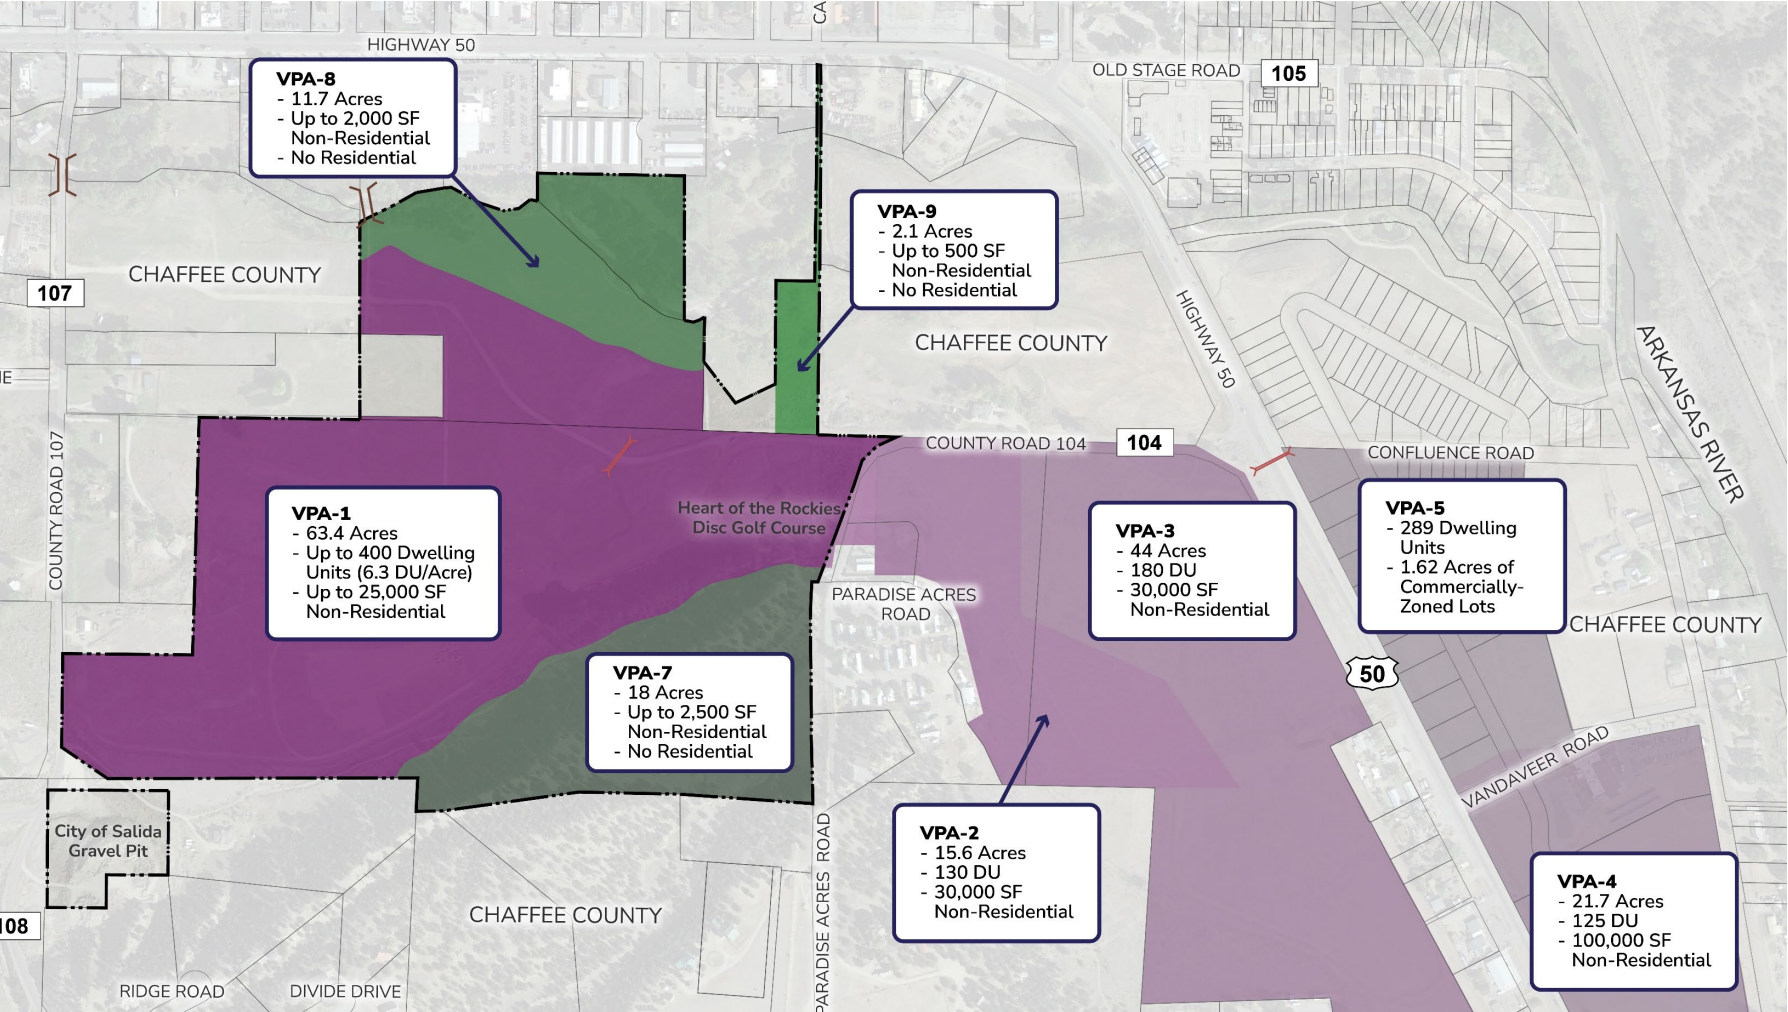 HIGHWAY 50
CA
OLD STAGE ROAD
105
VPA-8
- 11.7 Acres
- Up to 2,000 SF
Non-Residential
- No Residential
VPA-9
- 2.1 Acres
- Up to 500 SF
Non-Residential
- No Residential
CHAFFEE COUNTY
107
HIGHWAY 50
CHAFFEE COUNTY
ARKANSAS RIVER
IE
COUNTY ROAD 107
COUNTY ROAD 104
104
CONFLUENCE ROAD
VPA-1
- 63.4 Acres
- Up to 400 Dwelling
Units (6.3 DU/Acre)
- Up to 25,000 SF
Non-Residential
Heart of the Rockies
Disc Golf Course
VPA-3
- 44 Acres
- 180 DU
- 30,000 SF
Non-Residential
VPA-5
- 289 Dwelling
Units
- 1.62 Acres of
Commercially-
Zoned Lots
PARADISE ACRES
ROAD
CHAFFEE COUNTY
VPA-7
- 18 Acres
- Up to 2,500 SF
Non-Residential
- No Residential
50
VANDAVEER ROAD
City of Salida
Gravel Pit
PARADISE ACRES ROAD
VPA-2
- 15.6 Acres
- 130 DU
- 30,000 SF
Non-Residential
VPA-4
- 21.7 Acres
- 125 DU
- 100,000 SF
Non-Residential
108
CHAFFEE COUNTY
RIDGE ROAD
DIVIDE DRIVE